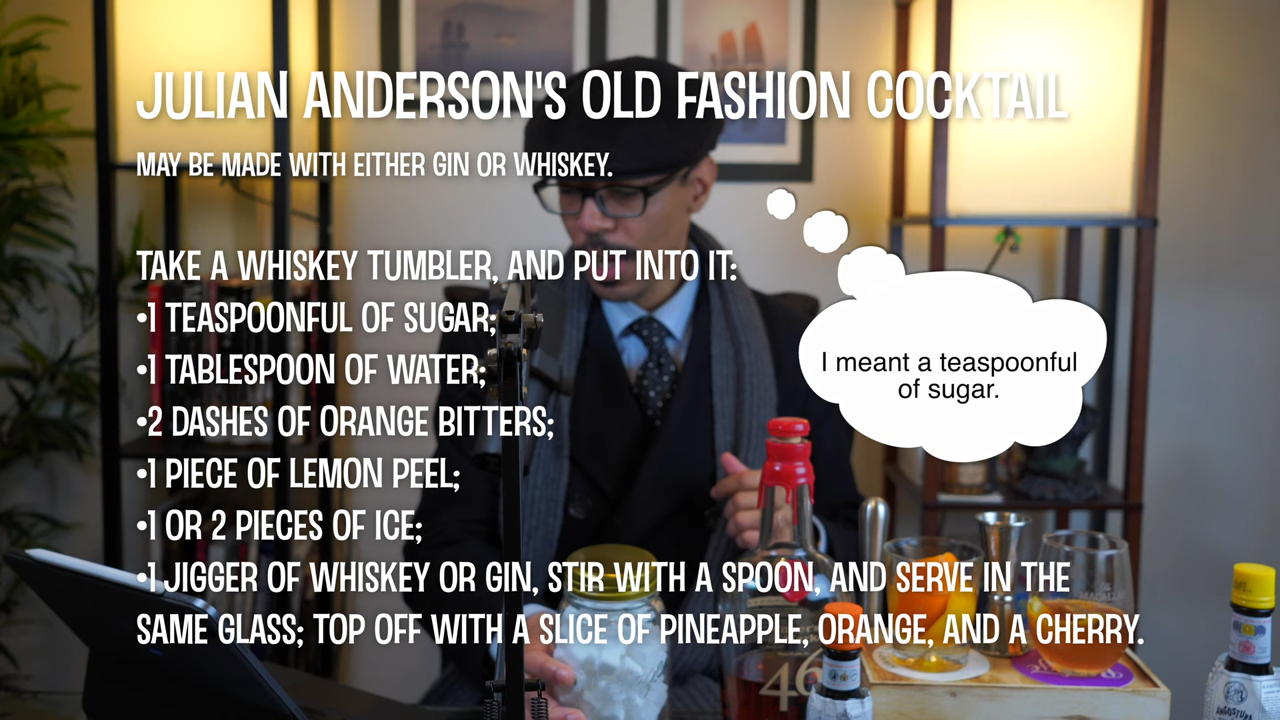 JULIAN ANDERSON'S OLD FASHION COCKTAIL
MAY BE MADE WITH EITHER GIN OR WHISKEY.
TAKE A WHISKEY TUMBLER, AND PUT INTO IT:
•1 TEASPOONFUL OF SUGAR;
•1 TABLESPOON OF WATER;
•2 DASHES OF ORANGE BITTERS;
•1 PIECE OF LEMON PEEL;
•1 OR 2 PIECES OF ICE;
•1 JIGGER OF WHISKEY OR GIN, STIR WITH A SPOON, AND SERVE IN THE
SAME GLASS; TOP OFF WITH A SLICE OF PINEAPPLE, ORANGE, AND A CHERRY.
I meant a teaspoonful
of sugar.
46
MACALLAN
ANGOSTURA